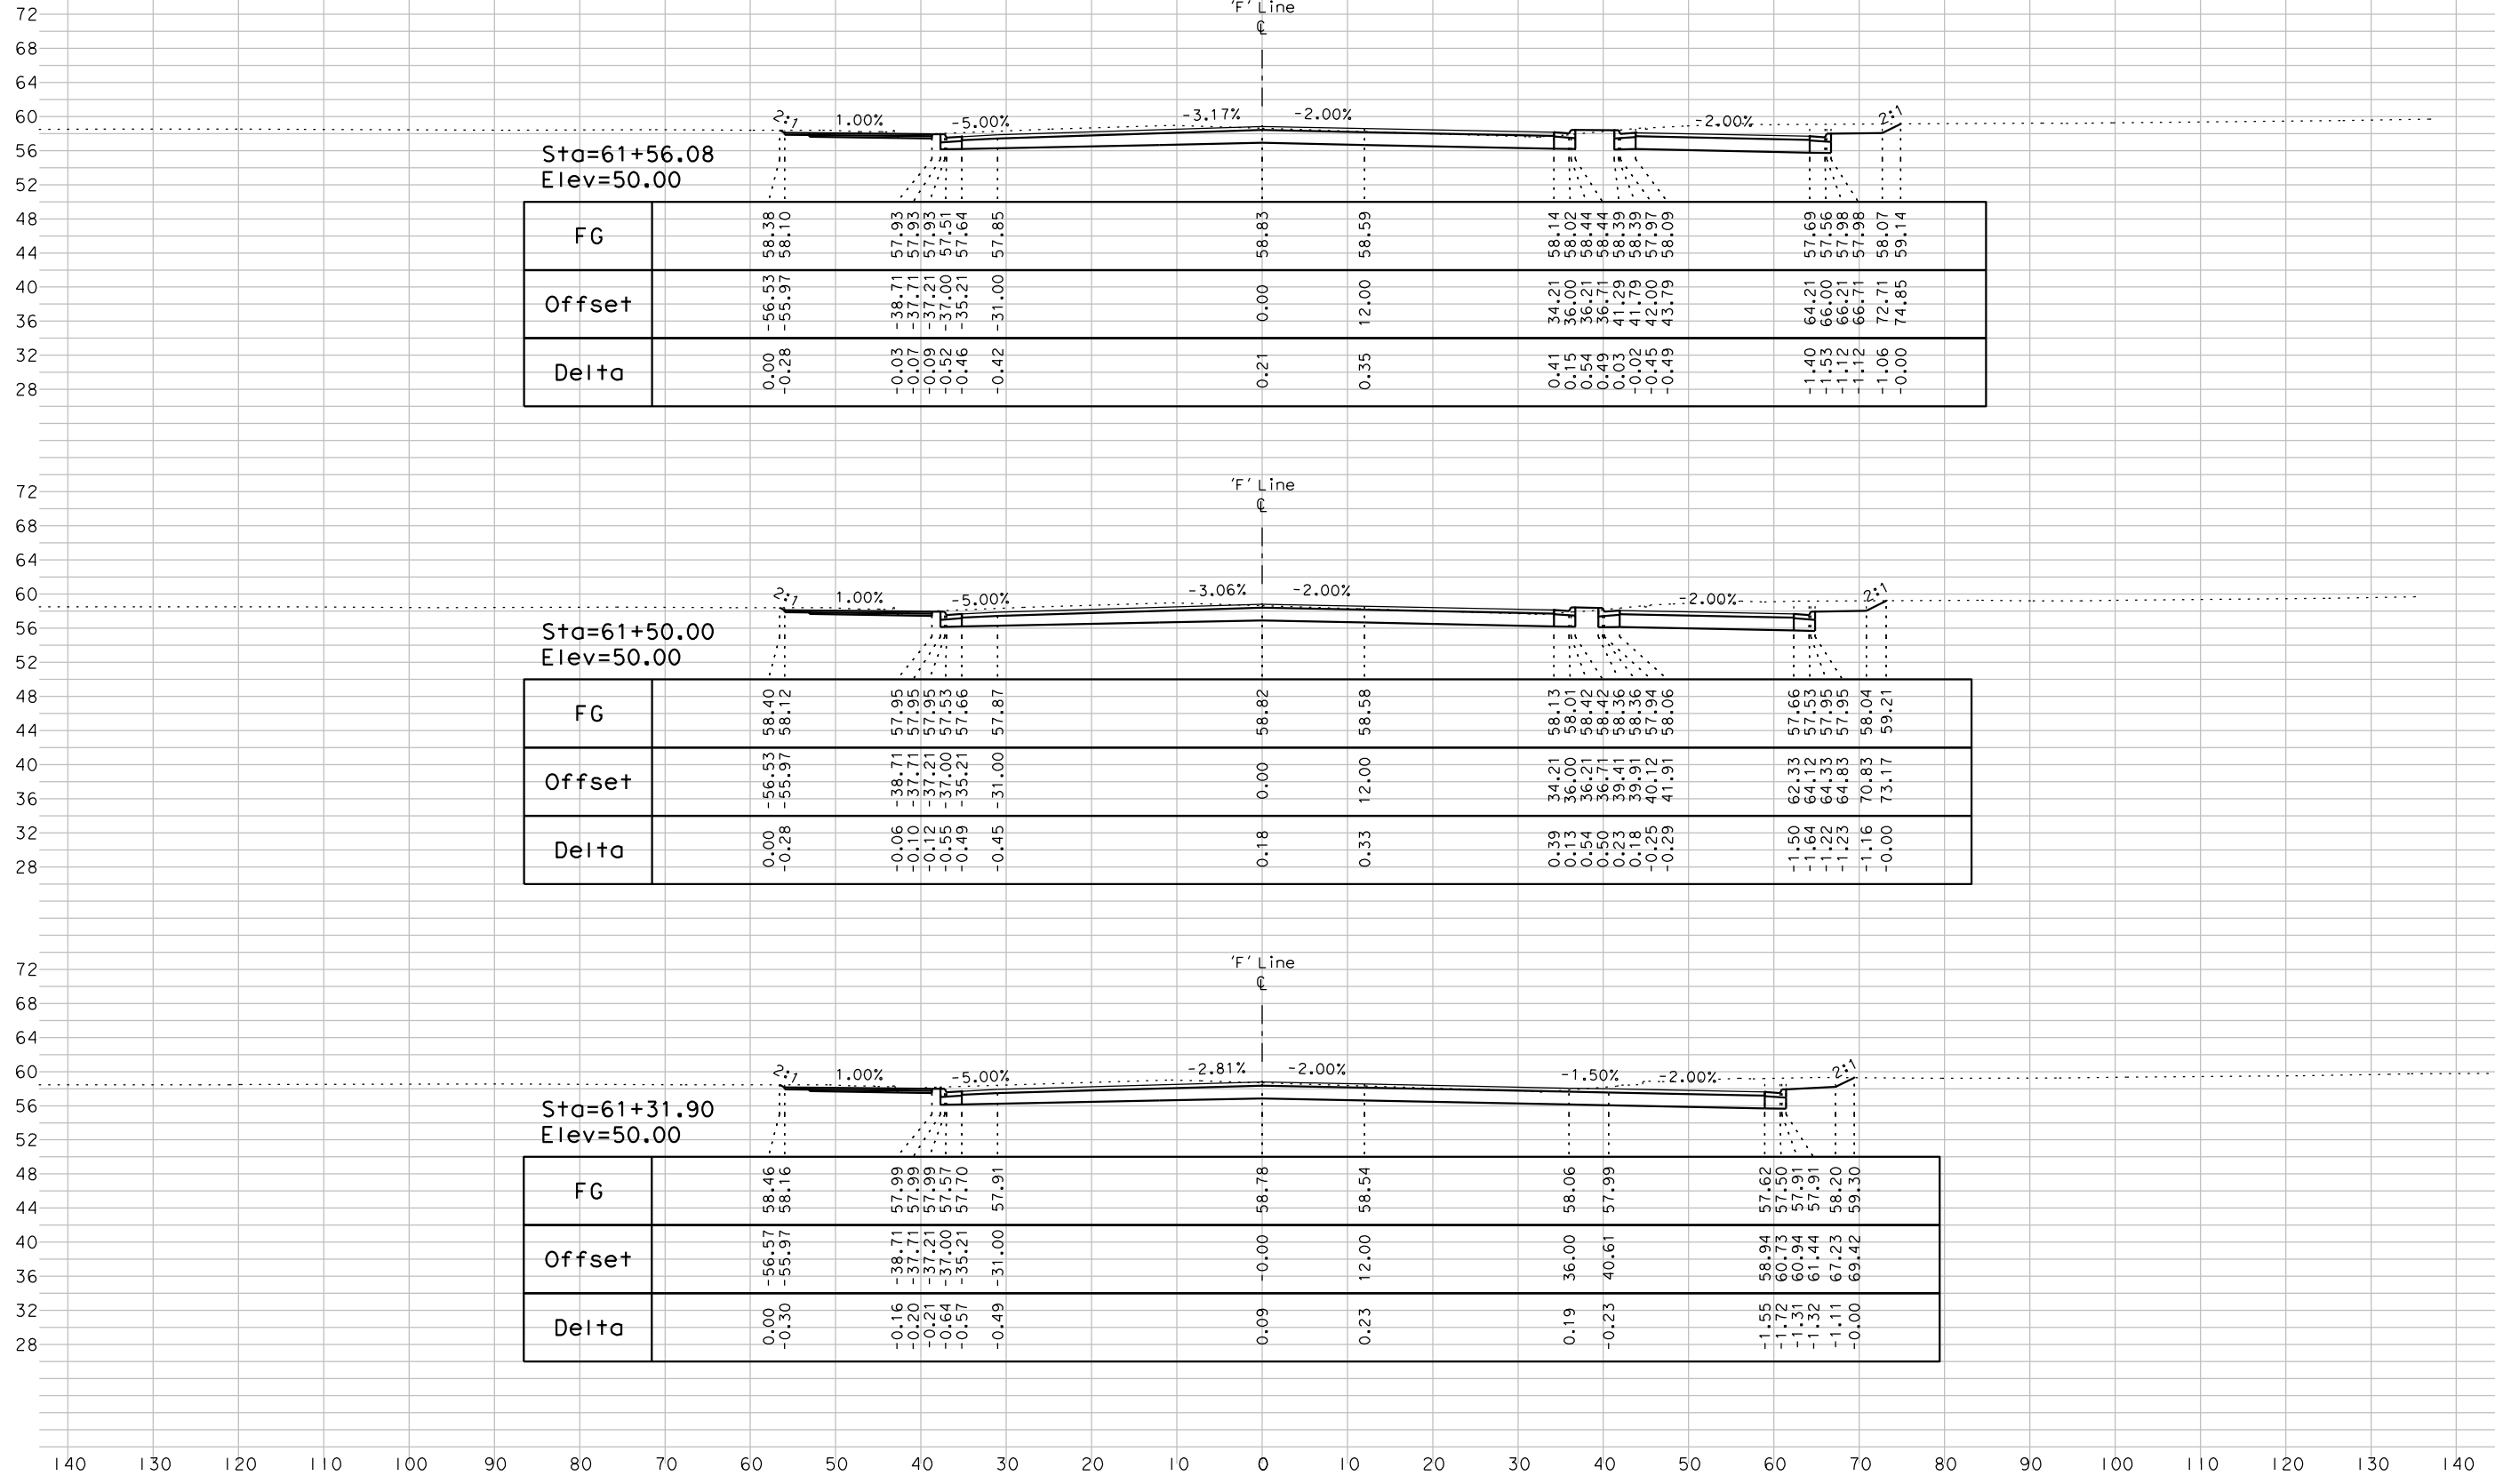 'F' Line
℄
72
68
64
60
56
52
48
44
40
36
32
28
2:1 1.00% -5.00% -3.17% -2.00% -2.00% 2:1
Sta=61+56.08
Elev=50.00
FG 58.38 58.10 57.93 57.93 57.93 57.51 57.64 57.85 58.83 58.59 58.14 58.02 58.44 58.44 58.39 58.39 57.97 58.09 57.69 57.56 57.98 57.98 58.07 59.14
Offset -56.53 -55.97 -38.71 -37.71 -37.21 -37.00 -35.21 -31.00 0.00 12.00 34.21 36.00 36.21 36.71 41.29 41.79 42.00 43.79 64.21 66.00 66.21 66.71 72.71 74.85
Delta 0.00 -0.28 -0.03 -0.07 -0.09 -0.52 -0.46 -0.42 0.21 0.35 0.41 0.15 0.54 0.49 0.03 -0.02 -0.45 -0.49 -1.40 -1.53 -1.12 -1.12 -1.06 -0.00
'F' Line
℄
72
68
64
60
56
52
48
44
40
36
32
28
2:1 1.00% -5.00% -3.06% -2.00% -2.00% 2:1
Sta=61+50.00
Elev=50.00
FG 58.40 58.12 57.95 57.95 57.95 57.53 57.66 57.87 58.82 58.58 58.13 58.01 58.42 58.42 58.36 58.36 57.94 58.06 57.66 57.53 57.95 57.95 58.04 59.21
Offset -56.53 -55.97 -38.71 -37.71 -37.21 -37.00 -35.21 -31.00 0.00 12.00 34.21 36.00 36.21 36.71 39.41 39.91 40.12 41.91 62.33 64.12 64.33 64.83 70.83 73.17
Delta 0.00 -0.28 -0.06 -0.10 -0.12 -0.55 -0.49 -0.45 0.18 0.33 0.39 0.13 0.54 0.50 0.23 0.18 -0.25 -0.29 -1.50 -1.64 -1.22 -1.23 -1.16 -0.00
'F' Line
℄
72
68
64
60
56
52
48
44
40
36
32
28
2:1 1.00% -5.00% -2.81% -2.00% -1.50% -2.00% 2:1
Sta=61+31.90
Elev=50.00
FG 58.46 58.16 57.99 57.99 57.99 57.57 57.70 57.91 58.78 58.54 58.06 57.99 57.62 57.50 57.91 57.91 58.20 59.30
Offset -56.57 -55.97 -38.71 -37.71 -37.21 -37.00 -35.21 -31.00 -0.00 12.00 36.00 40.61 58.94 60.73 60.94 61.44 67.23 69.42
Delta 0.00 -0.30 -0.16 -0.20 -0.21 -0.64 -0.57 -0.49 0.09 0.23 0.19 -0.23 -1.55 -1.72 -1.31 -1.32 -1.11 -0.00
140 130 120 110 100 90 80 70 60 50 40 30 20 10 0 10 20 30 40 50 60 70 80 90 100 110 120 130 140